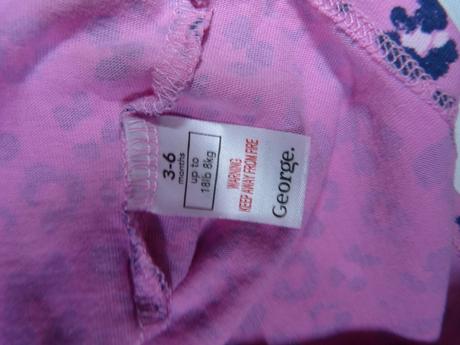 3-6
months
up to
18lb 8kg
WARNING
KEEP AWAY FROM FIRE
George.